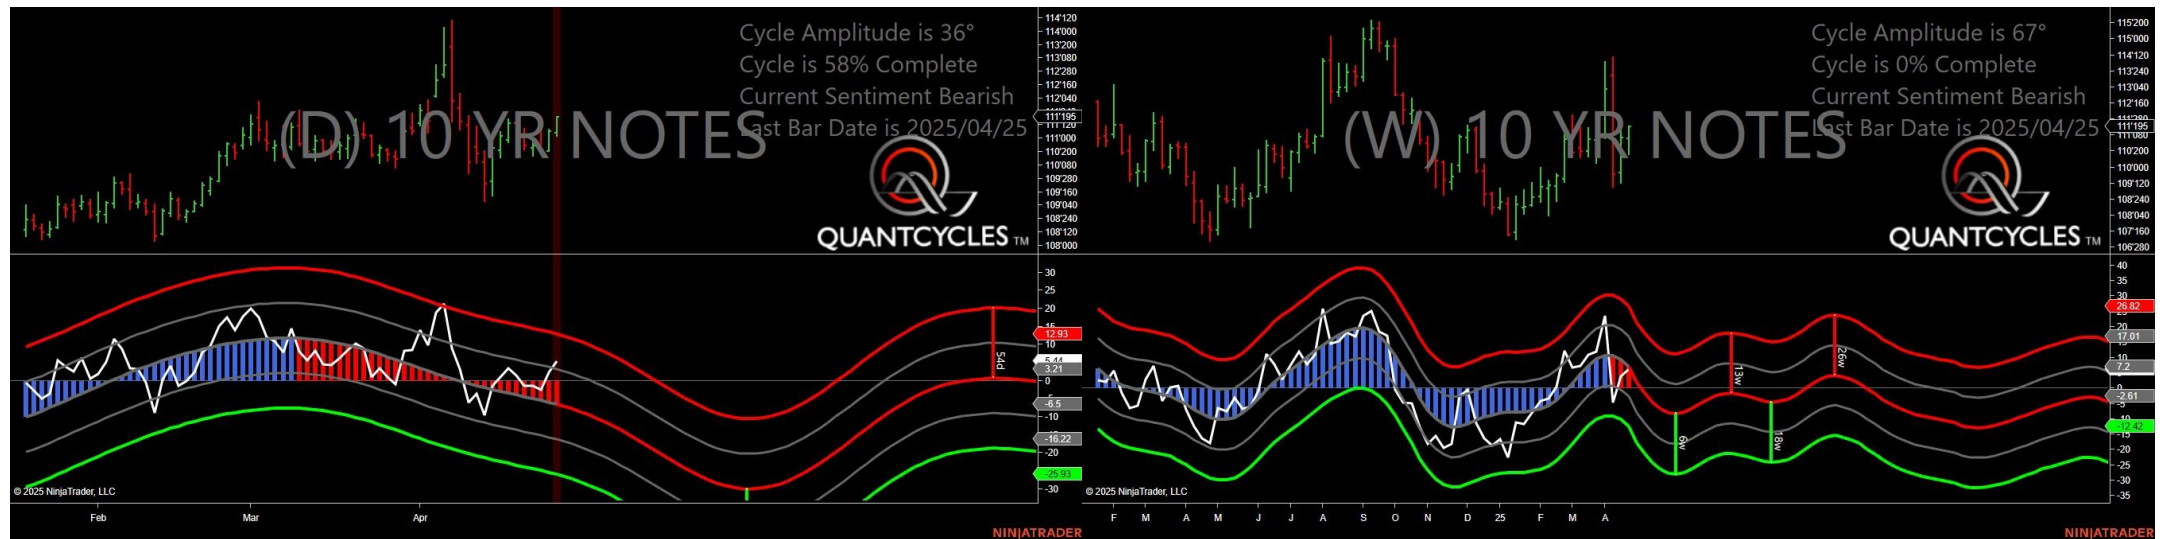 Cycle Amplitude is 36°
Cycle is 58% Complete
Current Sentiment Bearish
Last Bar Date is 2025/04/25
(D) 10 YR NOTES
QUANTCYCLES TM
114'120
114'000
113'200
113'080
112'280
112'160
112'040
111'195
111'120
111'000
110'200
110'080
109'280
109'160
109'040
108'240
108'120
108'000
30
25
20
15
12.93
10
5.44
3.21
0
-6.5
-10
-16.22
-20
-25.93
-30
54d
© 2025 NinjaTrader, LLC
Feb Mar Apr
NINJATRADER
Cycle Amplitude is 67°
Cycle is 0% Complete
Current Sentiment Bearish
Last Bar Date is 2025/04/25
(W) 10 YR NOTES
QUANTCYCLES TM
115'200
115'000
114'120
113'240
113'040
112'160
111'195
111'080
110'200
110'000
109'120
108'240
108'040
107'160
106'280
40
35
30
26.82
20
17.01
10
7.2
0
-2.61
-5
-10
-12.42
-15
-20
-25
-30
-35
6w
13w
18w
26w
© 2025 NinjaTrader, LLC
F M A M J J A S O N D 25 F M A
NINJATRADER